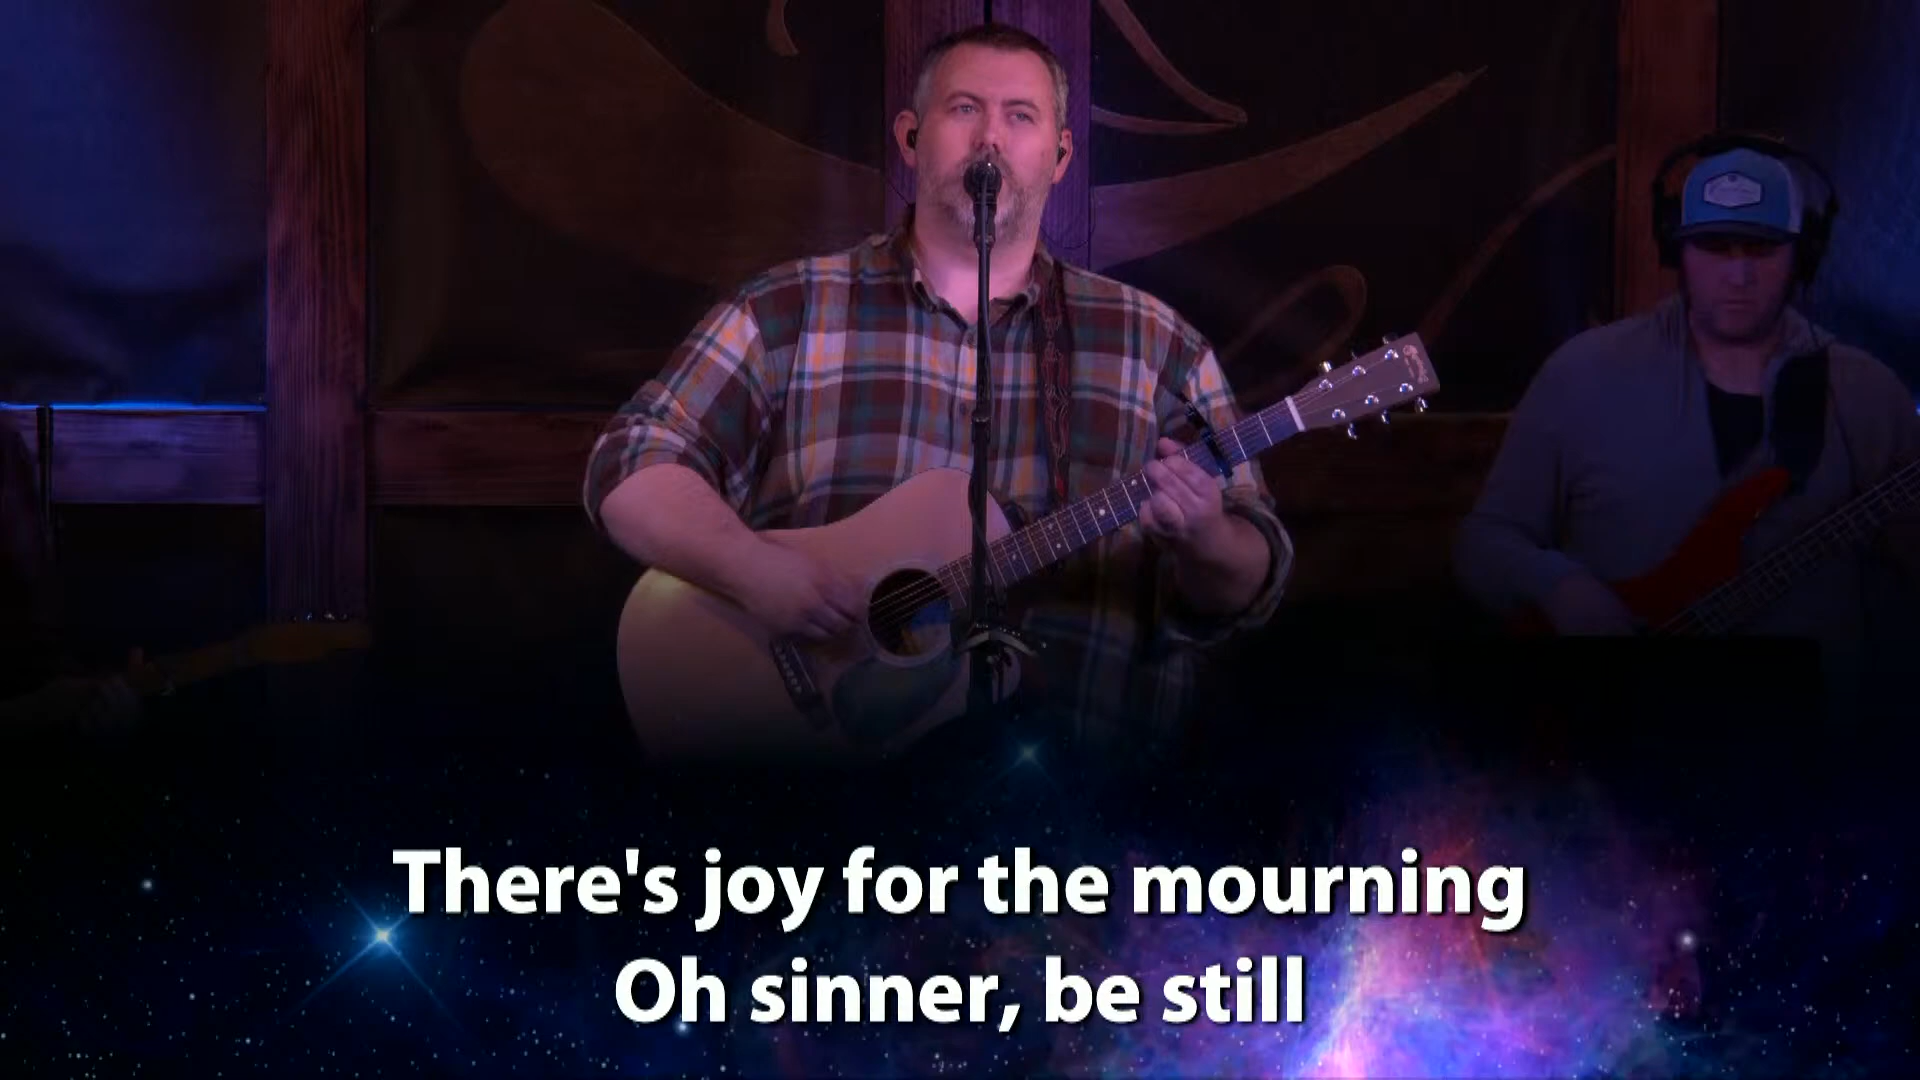 There's joy for the mourning
Oh sinner, be still